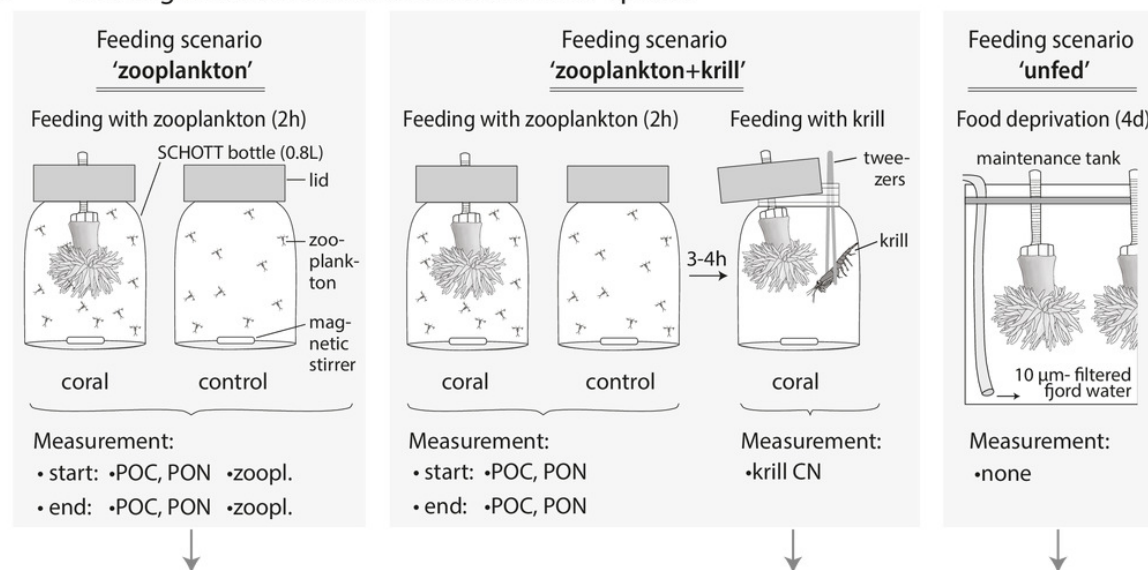 Feeding scenario
‘zooplankton’
Feeding with zooplankton (2h)
SCHOTT bottle (0.8L)
lid
zoo-
plank-
ton
mag-
netic
stirrer
coral
control
Measurement:
• start: •POC, PON •zoopl.
• end: •POC, PON •zoopl.
Feeding scenario
‘zooplankton+krill’
Feeding with zooplankton (2h)
Feeding with krill
twee-
zers
krill
3-4h
coral
control
coral
Measurement:
• start: •POC, PON
• end: •POC, PON
Measurement:
•krill CN
Feeding scenario
‘unfed’
Food deprivation (4d)
maintenance tank
10 µm- filtered
fjord water
Measurement:
•none